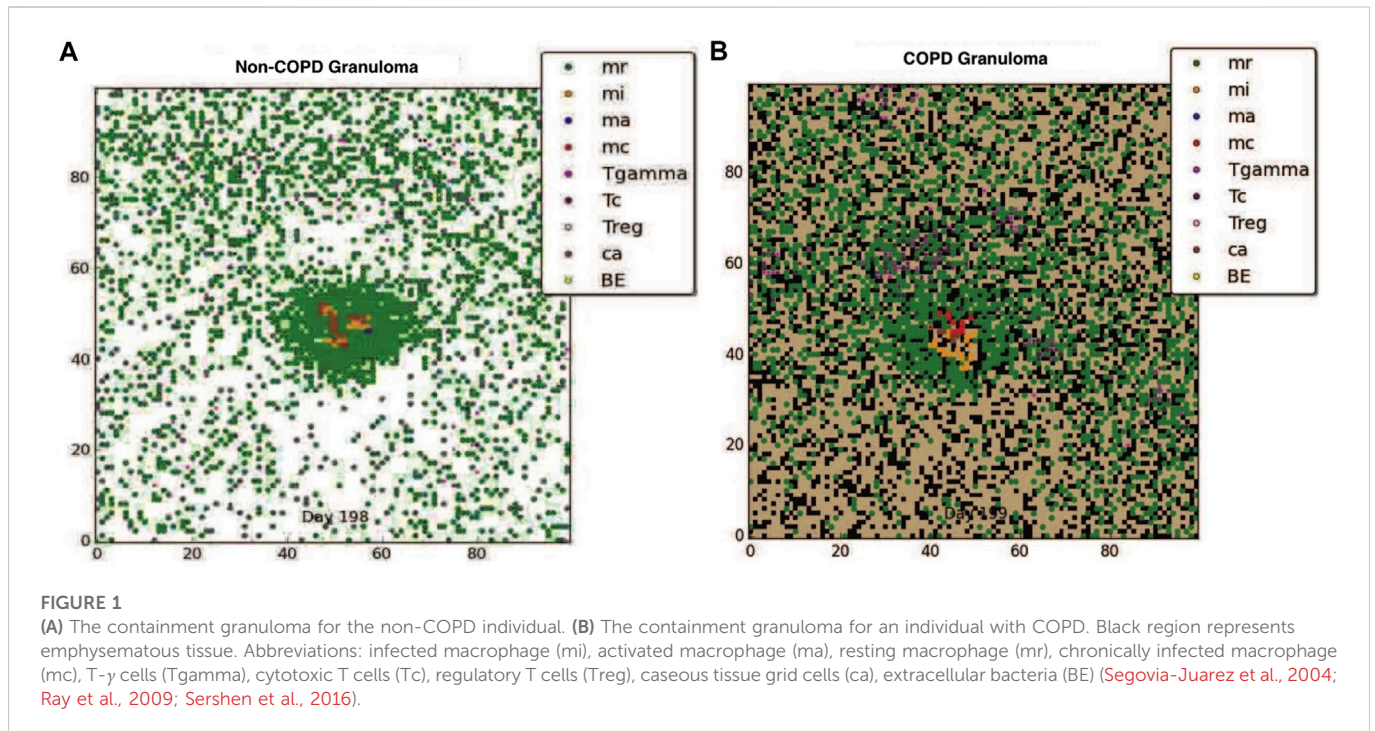 A
Non-COPD Granuloma
mr
mi
ma
mc
Tgamma
Tc
Treg
ca
BE
80
60
40
20
0
0 20 40 60 80
Day 198
B
COPD Granuloma
mr
mi
ma
mc
Tgamma
Tc
Treg
ca
BE
80
60
40
20
0
0 20 40 60 80
Day 199
FIGURE 1
(A) The containment granuloma for the non-COPD individual. (B) The containment granuloma for an individual with COPD. Black region represents
emphysematous tissue. Abbreviations: infected macrophage (mi), activated macrophage (ma), resting macrophage (mr), chronically infected macrophage
(mc), T-γ cells (Tgamma), cytotoxic T cells (Tc), regulatory T cells (Treg), caseous tissue grid cells (ca), extracellular bacteria (BE) (Segovia-Juarez et al., 2004;
Ray et al., 2009; Sershen et al., 2016).